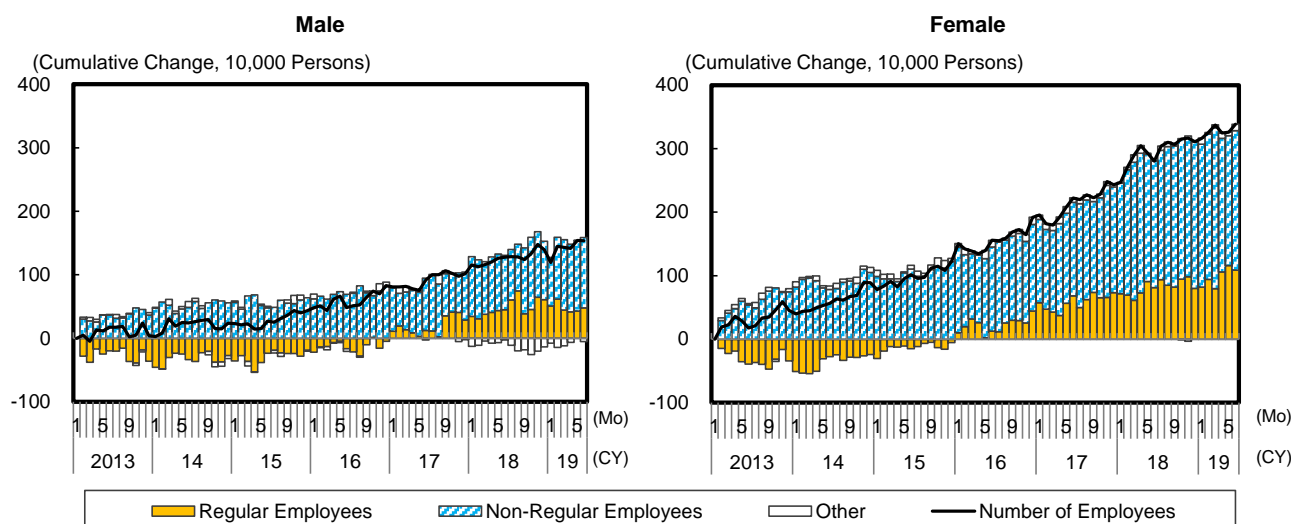 Male
(Cumulative Change, 10,000 Persons)
400
300
200
100
0
-100
1 5 9 1 5 9 1 5 9 1 5 9 1 5 9 1 5 9 1 5 (Mo)
2013 14 15 16 17 18 19 (CY)
Female
(Cumulative Change, 10,000 Persons)
400
300
200
100
0
-100
1 5 9 1 5 9 1 5 9 1 5 9 1 5 9 1 5 9 1 5 (Mo)
2013 14 15 16 17 18 19 (CY)
Regular Employees Non-Regular Employees Other Number of Employees